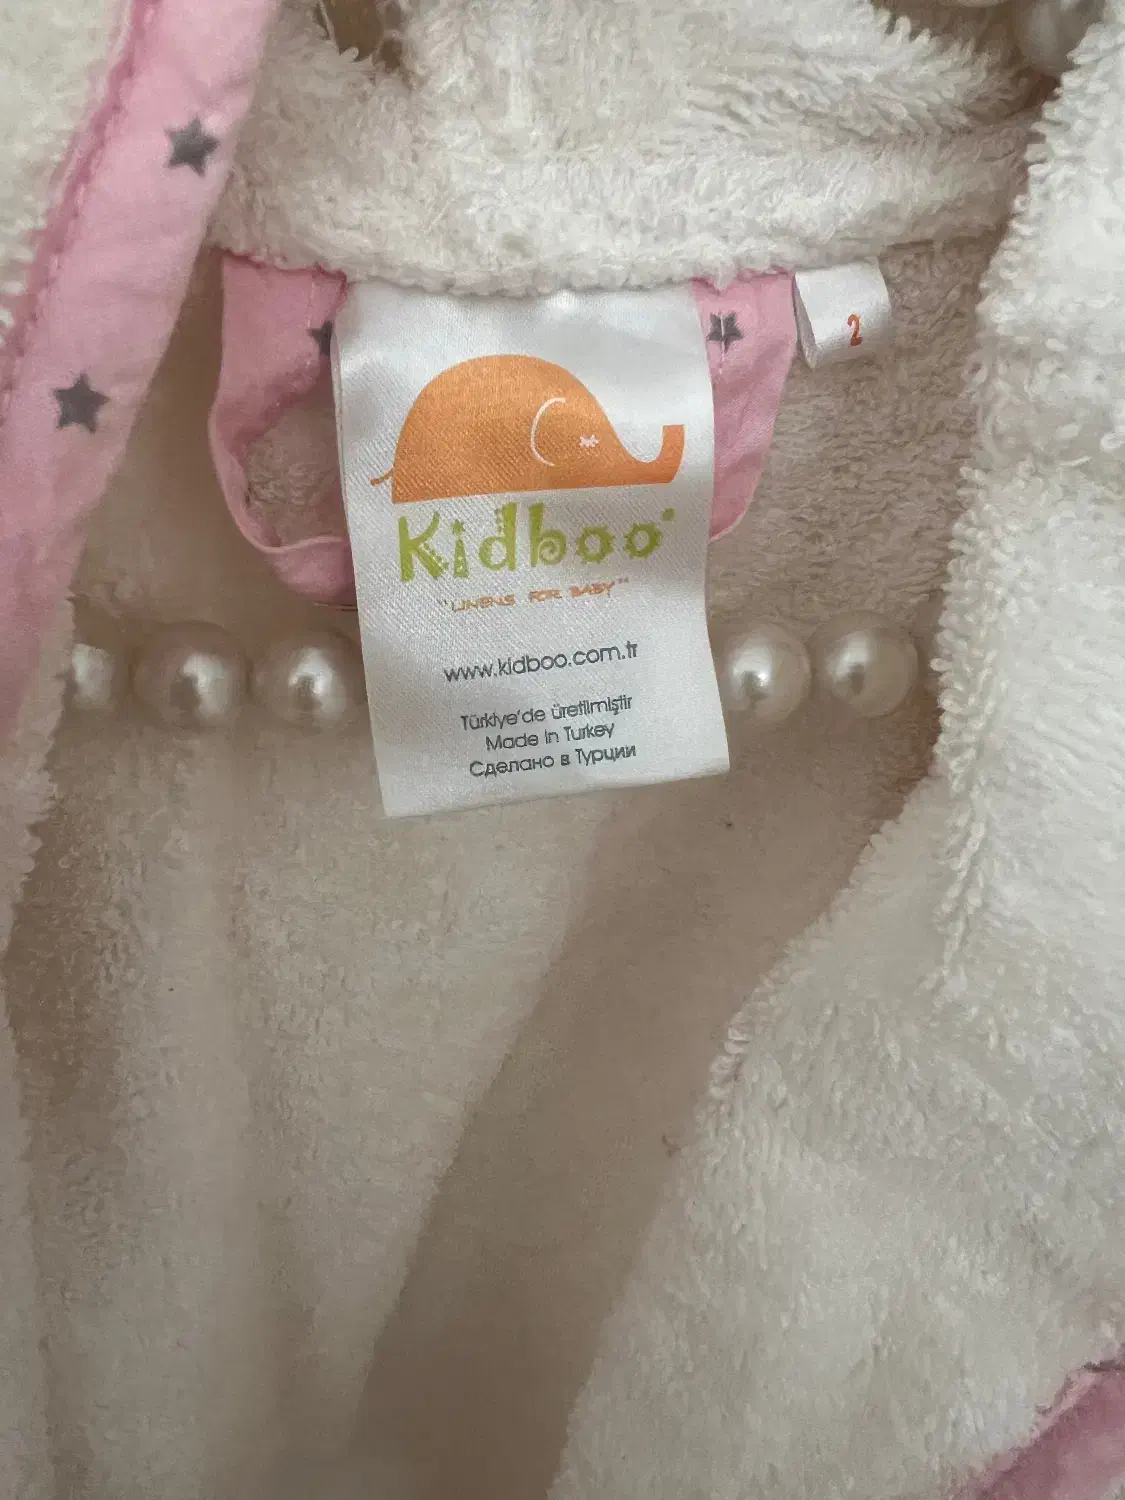 2
Kidboo
"LINENS FOR BABY"
www.kidboo.com.tr
Türkiye'de üretilmiştir
Made In Turkey
Сделано в Турции